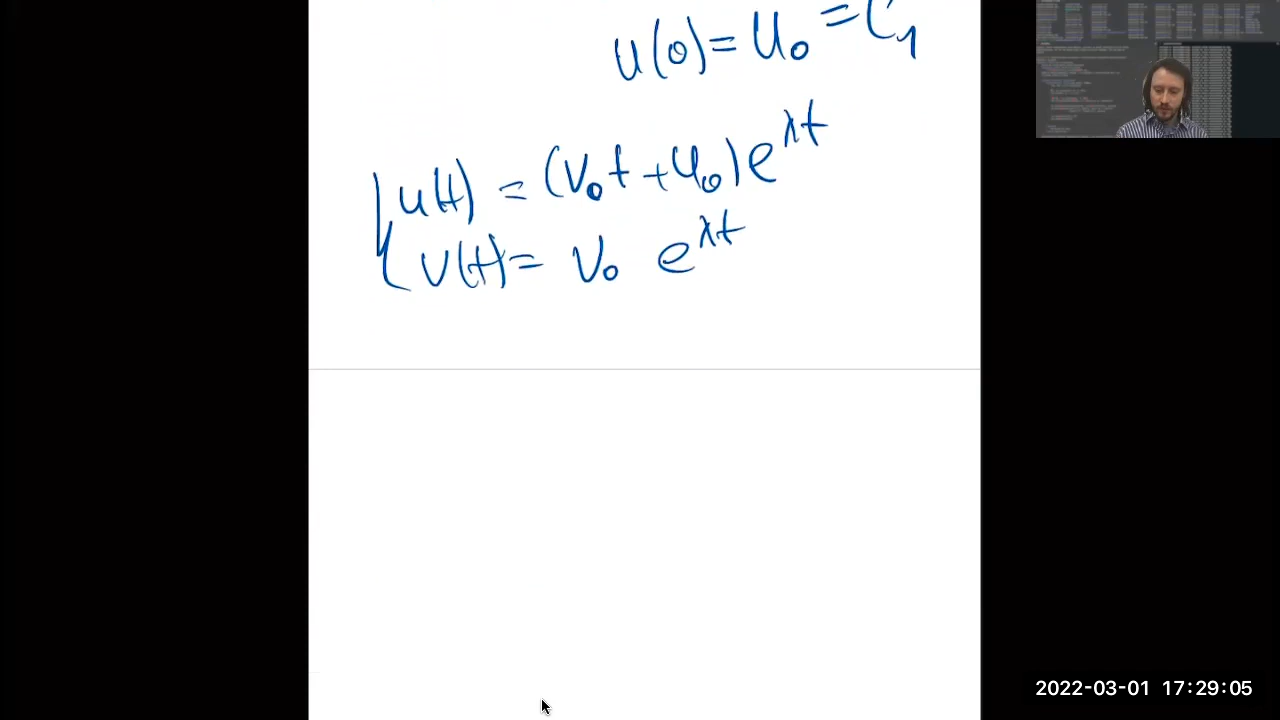 u(0) = u₀ = C₁
u(t) = (v₀t + u₀)e^{λt}
v(t) = v₀ e^{λt}
2022-03-01 17:29:05